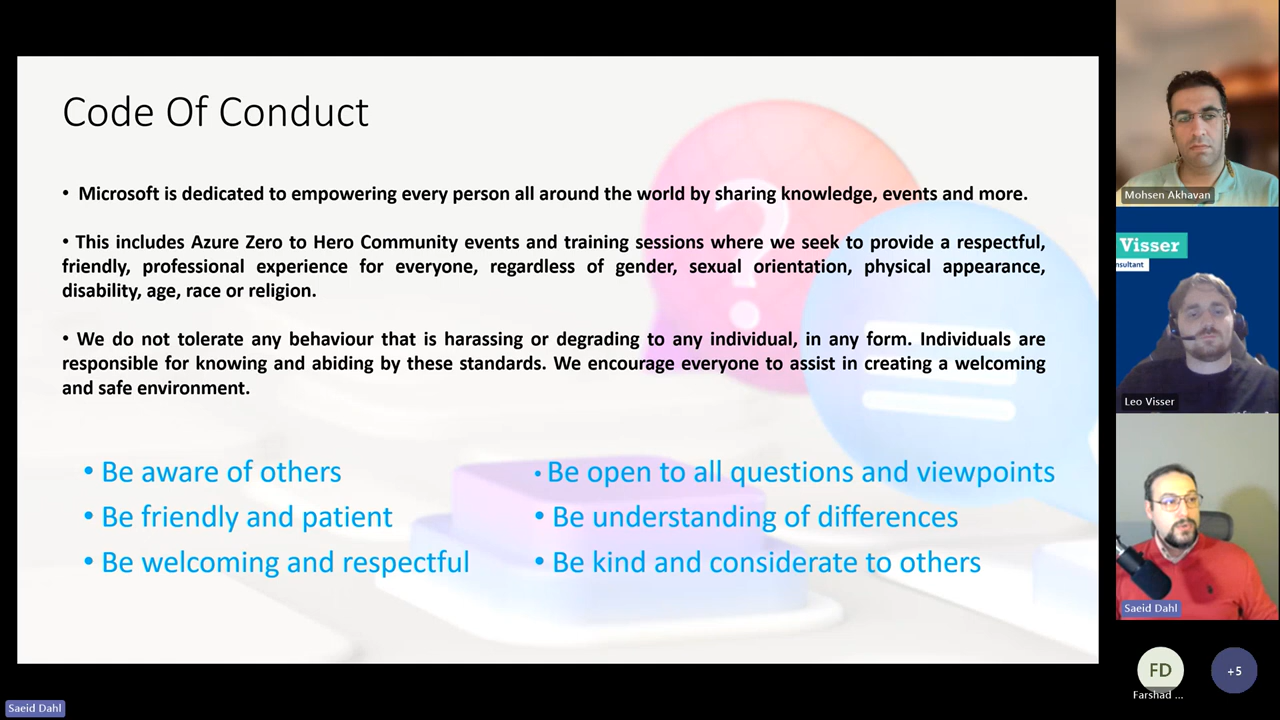 Code Of Conduct
• Microsoft is dedicated to empowering every person all around the world by sharing knowledge, events and more.
• This includes Azure Zero to Hero Community events and training sessions where we seek to provide a respectful,
friendly, professional experience for everyone, regardless of gender, sexual orientation, physical appearance,
disability, age, race or religion.
• We do not tolerate any behaviour that is harassing or degrading to any individual, in any form. Individuals are
responsible for knowing and abiding by these standards. We encourage everyone to assist in creating a welcoming
and safe environment.
• Be aware of others
• Be friendly and patient
• Be welcoming and respectful
• Be open to all questions and viewpoints
• Be understanding of differences
• Be kind and considerate to others
Mohsen Akhavan
Visser
nsultant
Leo Visser
Saeid Dahl
FD
Farshad ...
+5
Saeid Dahl